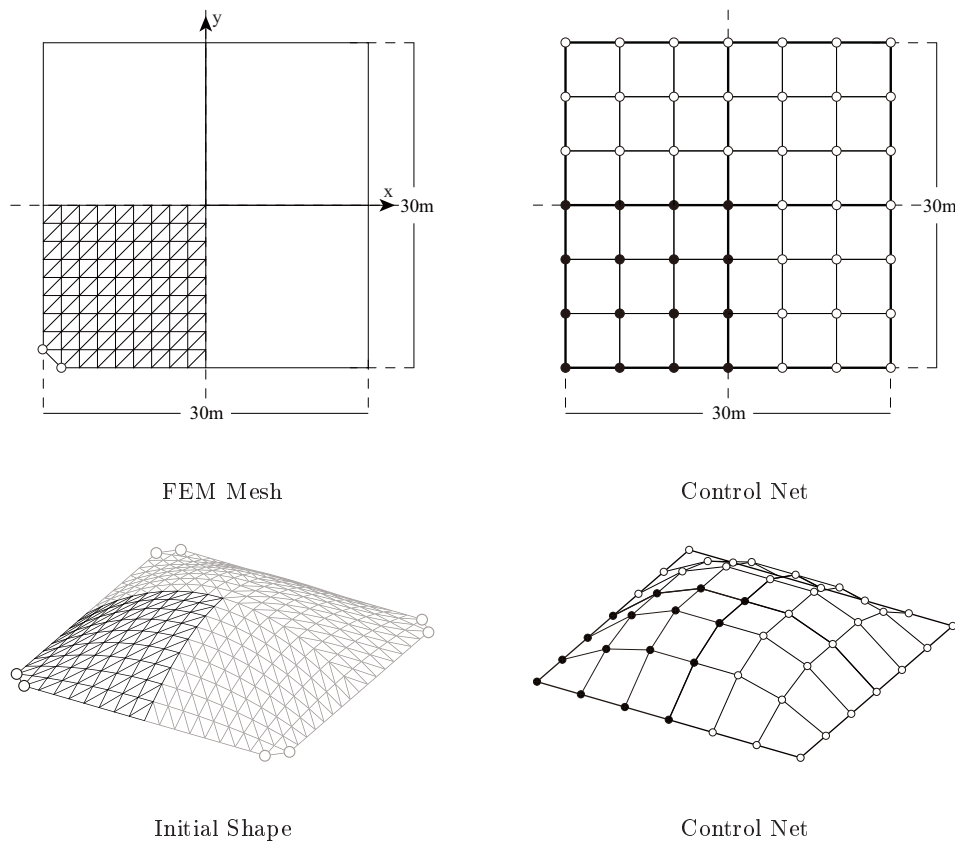 y
x
30m
30m
30m
30m
FEM Mesh
Control Net
Initial Shape
Control Net